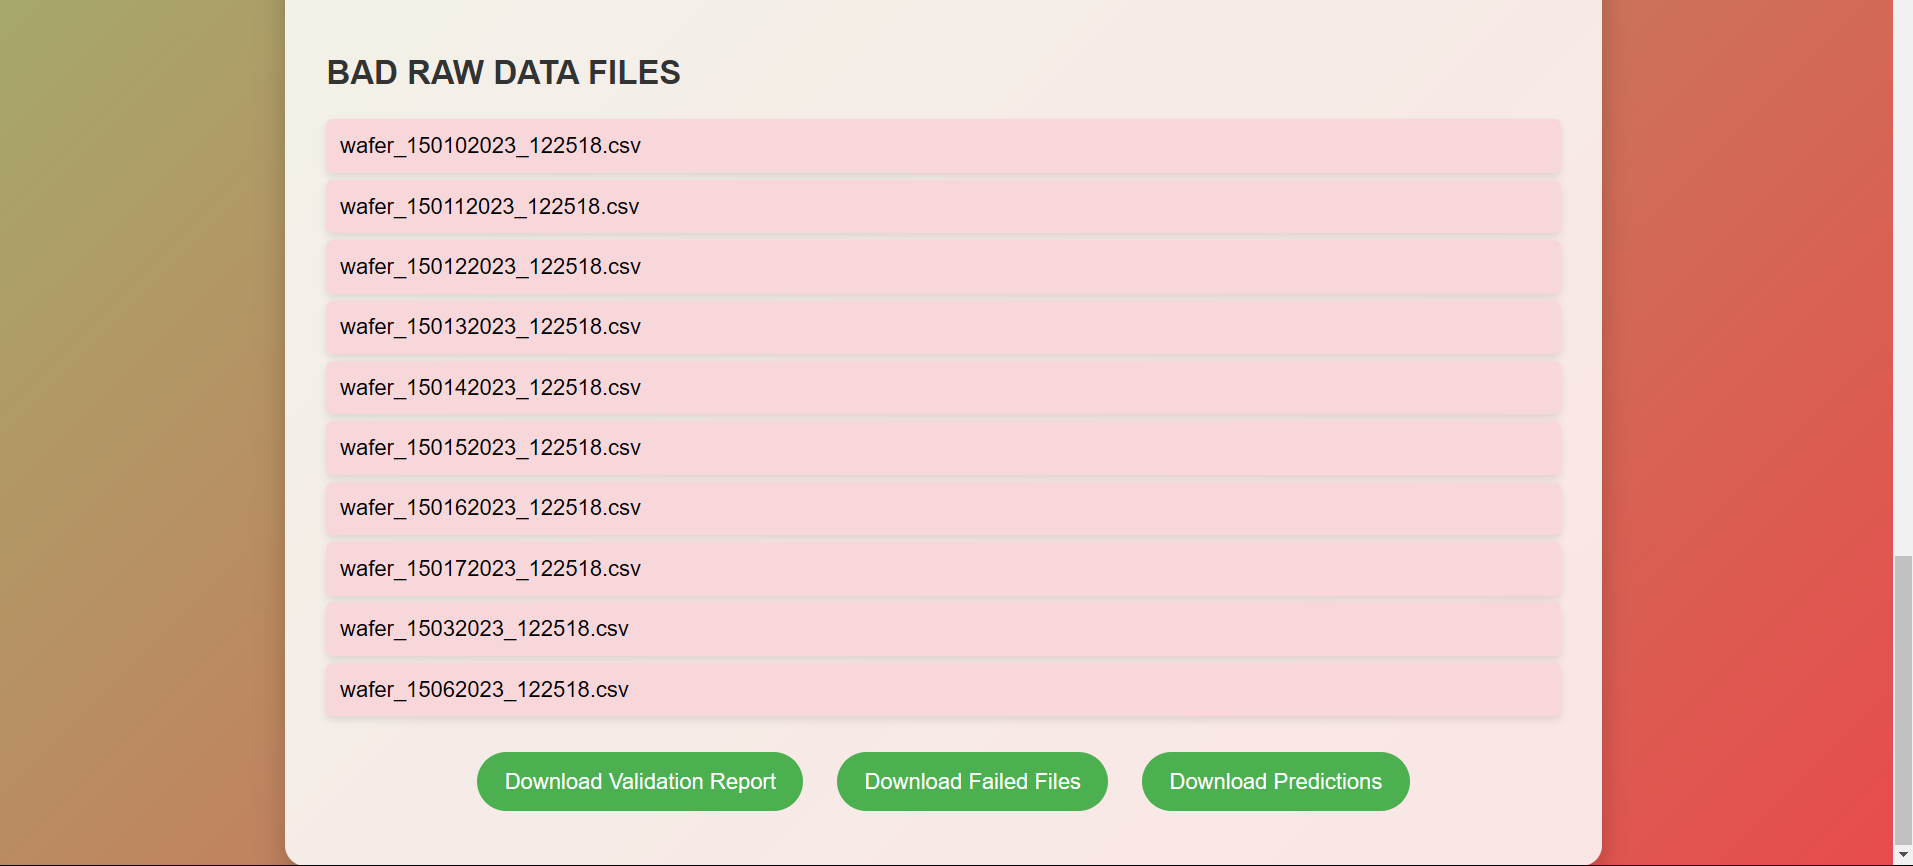 BAD RAW DATA FILES
wafer_150102023_122518.csv
wafer_150112023_122518.csv
wafer_150122023_122518.csv
wafer_150132023_122518.csv
wafer_150142023_122518.csv
wafer_150152023_122518.csv
wafer_150162023_122518.csv
wafer_150172023_122518.csv
wafer_15032023_122518.csv
wafer_15062023_122518.csv
Download Validation Report
Download Failed Files
Download Predictions